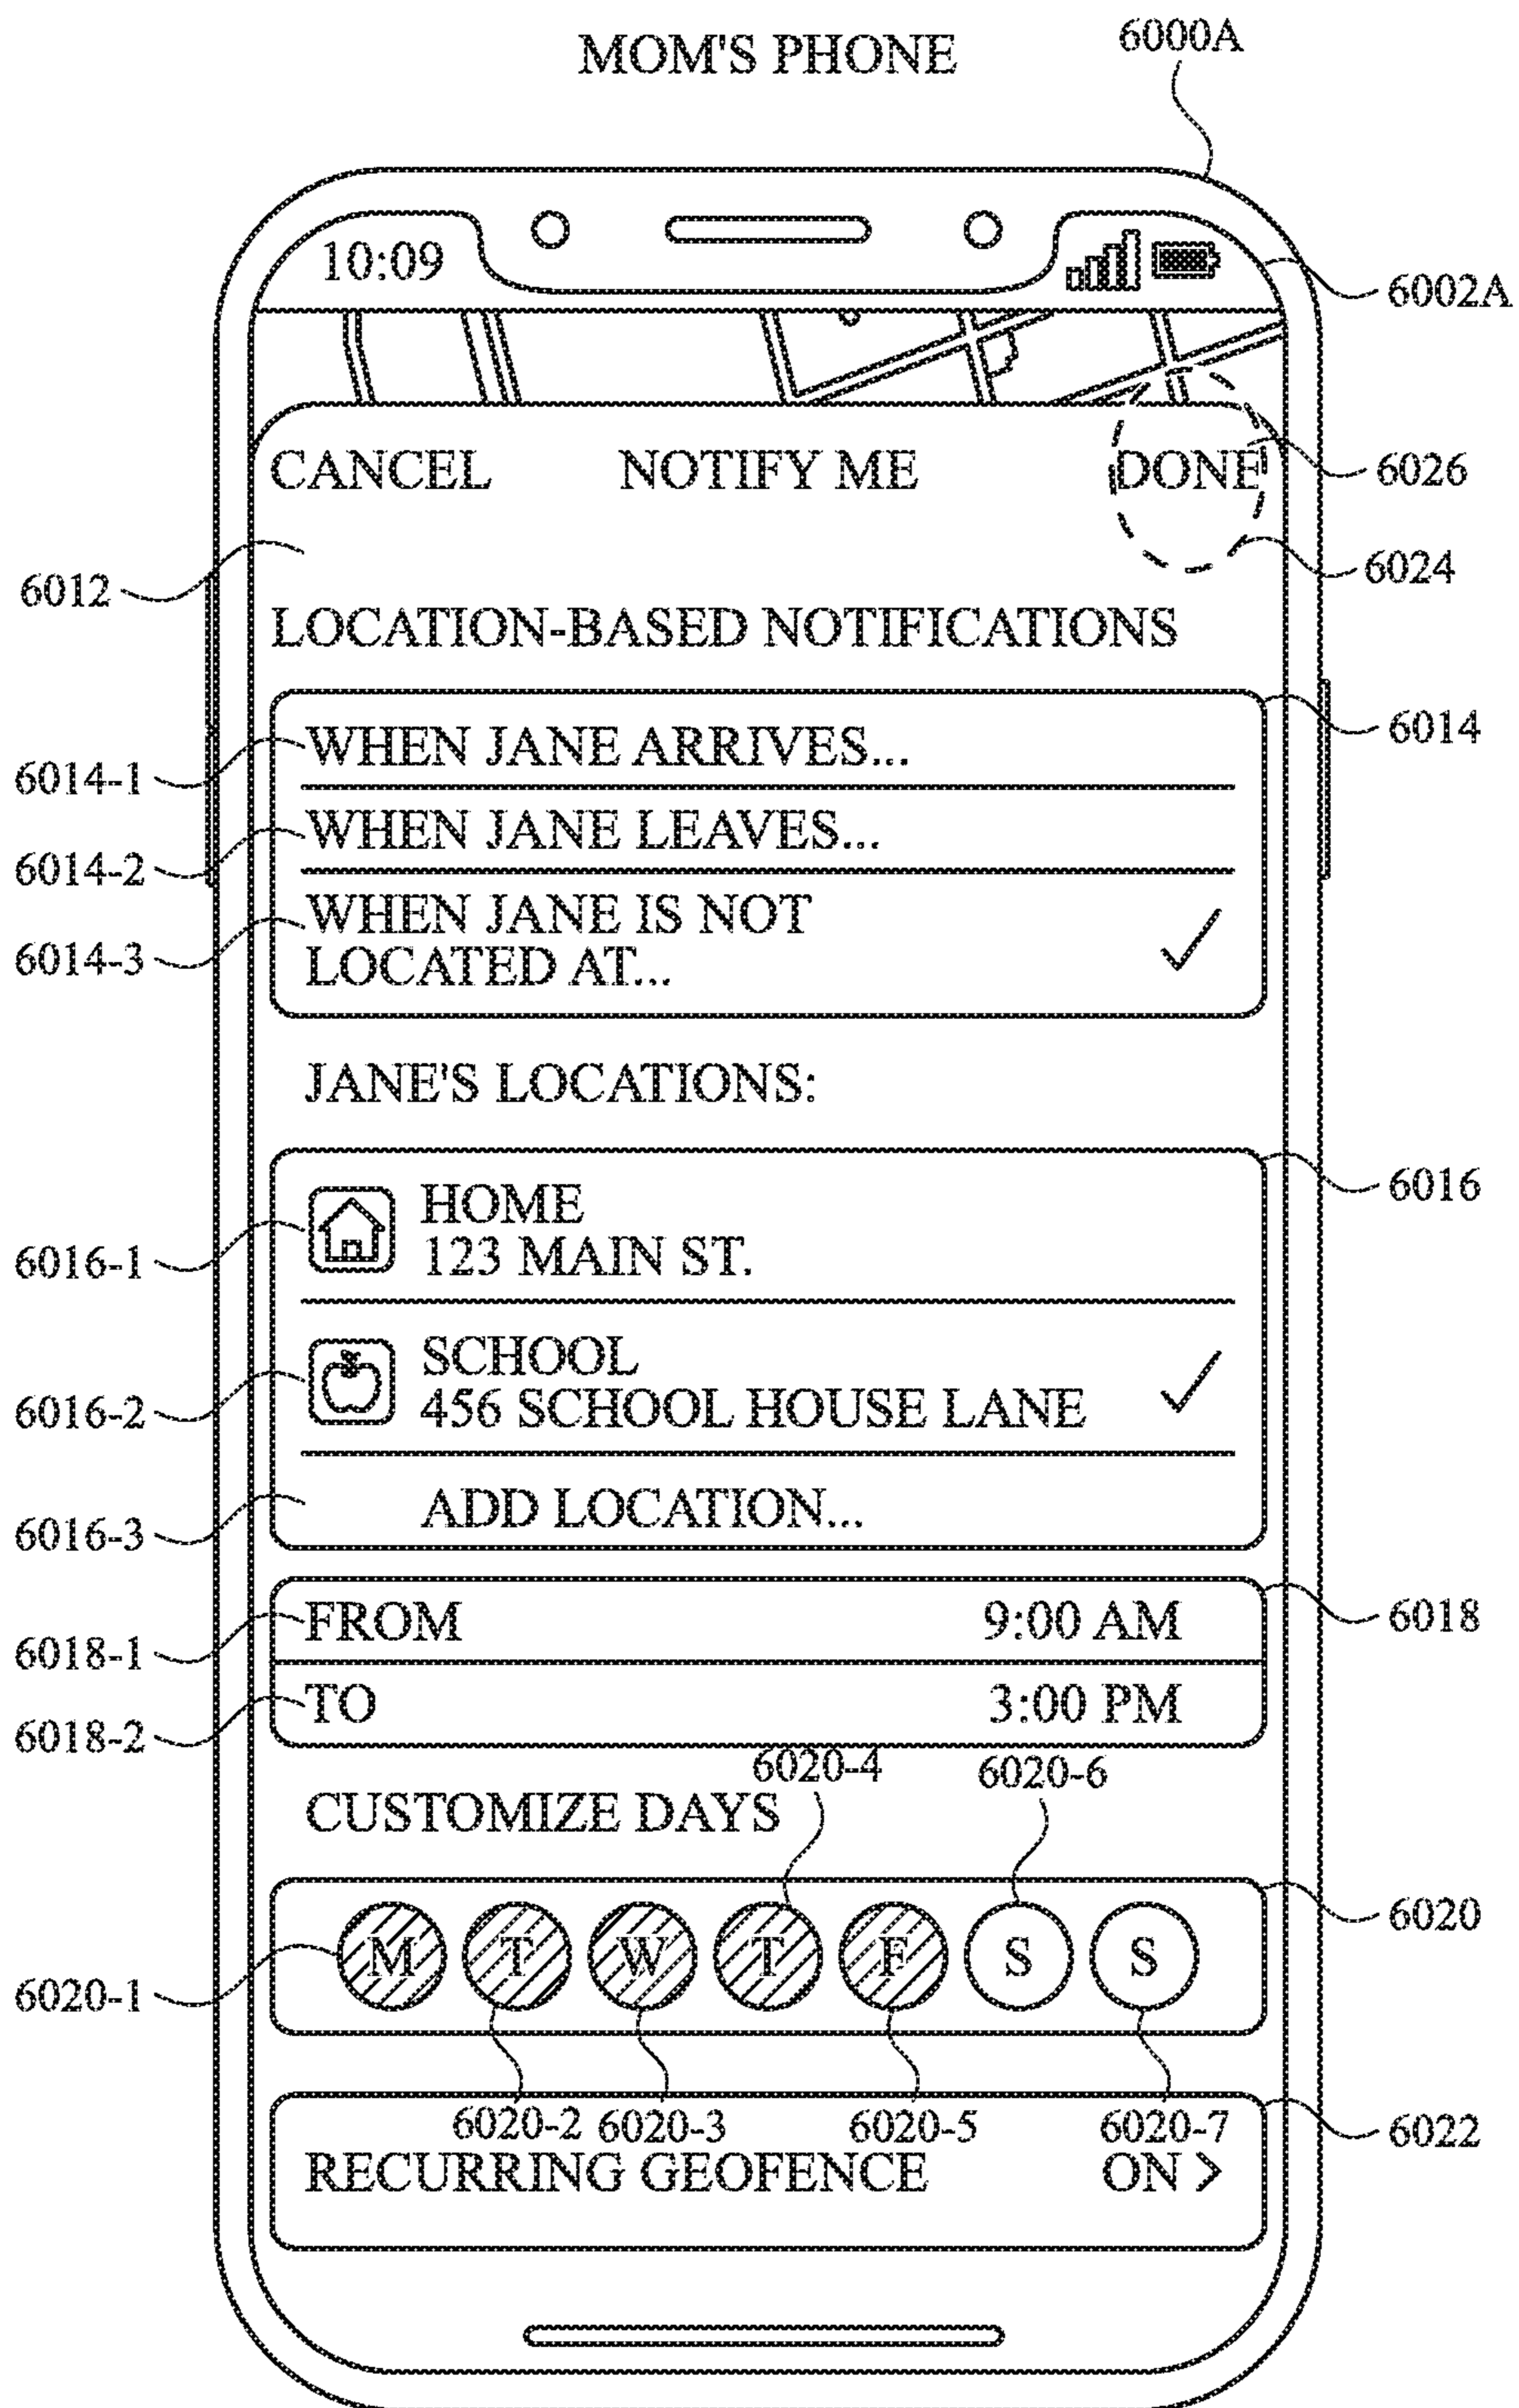 MOM'S PHONE
6000A
10:09
6002A
CANCEL NOTIFY ME DONE
6026
6024
6012
LOCATION-BASED NOTIFICATIONS
6014
WHEN JANE ARRIVES...
6014-1
WHEN JANE LEAVES...
6014-2
WHEN JANE IS NOT
LOCATED AT...
6014-3
JANE'S LOCATIONS:
6016
HOME
123 MAIN ST.
6016-1
SCHOOL
456 SCHOOL HOUSE LANE
6016-2
ADD LOCATION...
6016-3
FROM 9:00 AM
6018
6018-1
TO 3:00 PM
6018-2
6020-4
6020-6
CUSTOMIZE DAYS
6020
M T W T F S S
6020-1
6020-2 6020-3 6020-5 6020-7
6022
RECURRING GEOFENCE ON >